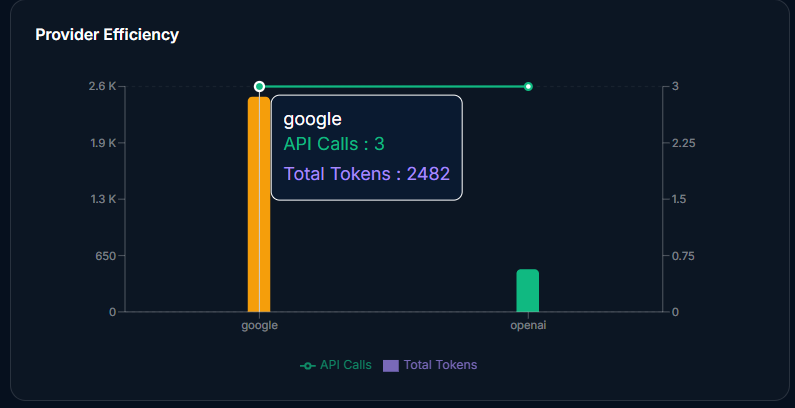 Provider Efficiency
2.6 K
1.9 K
1.3 K
650
0
3
2.25
1.5
0.75
0
google
API Calls : 3
Total Tokens : 2482
google
openai
API Calls
Total Tokens